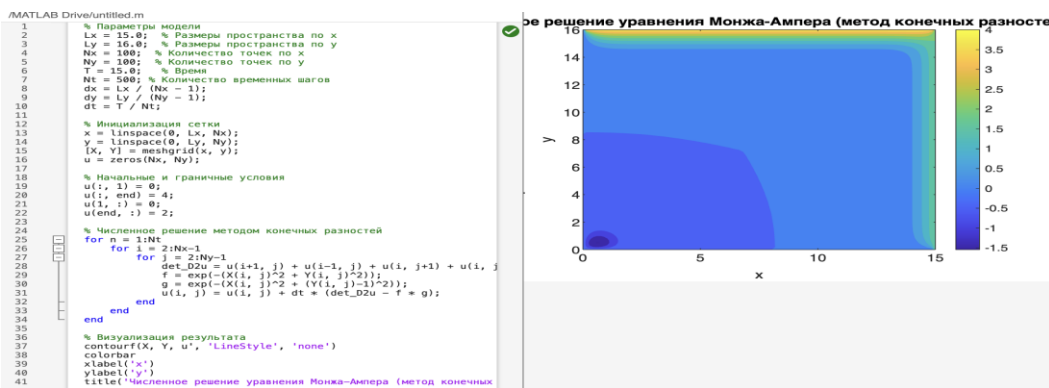 /MATLAB Drive/untitled.m
1 % Параметры модели
2 Lx = 15.0; % Размеры пространства по x
3 Ly = 16.0; % Размеры пространства по y
4 Nx = 100; % Количество точек по x
5 Ny = 100; % Количество точек по y
6 T = 15.0; % Время
7 Nt = 500; % Количество временных шагов
8 dx = Lx / (Nx - 1);
9 dy = Ly / (Ny - 1);
10 dt = T / Nt;
11
12 % Инициализация сетки
13 x = linspace(0, Lx, Nx);
14 y = linspace(0, Ly, Ny);
15 [X, Y] = meshgrid(x, y);
16 u = zeros(Nx, Ny);
17
18 % Начальные и граничные условия
19 u(:, 1) = 0;
20 u(:, end) = 4;
21 u(1, :) = 0;
22 u(end, :) = 2;
23
24 % Численное решение методом конечных разностей
25 for n = 1:Nt
26 for i = 2:Nx-1
27 for j = 2:Ny-1
28 det_D2u = u(i+1, j) + u(i-1, j) + u(i, j+1) + u(i, j
29 f = exp(-(X(i, j)^2 + Y(i, j)^2));
30 g = exp(-(X(i, j)^2 + (Y(i, j)-1)^2));
31 u(i, j) = u(i, j) + dt * (det_D2u - f * g);
32 end
33 end
34 end
35
36 % Визуализация результата
37 contourf(X, Y, u', 'LineStyle', 'none')
38 colorbar
39 xlabel('x')
40 ylabel('y')
41 title('Численное решение уравнения Монжа-Ампера (метод конечных
ое решение уравнения Монжа-Ампера (метод конечных разносте
16
14
12
10
8
6
4
2
0
y
0 5 10 15
x
4
3.5
3
2.5
2
1.5
1
0.5
0
-0.5
-1
-1.5